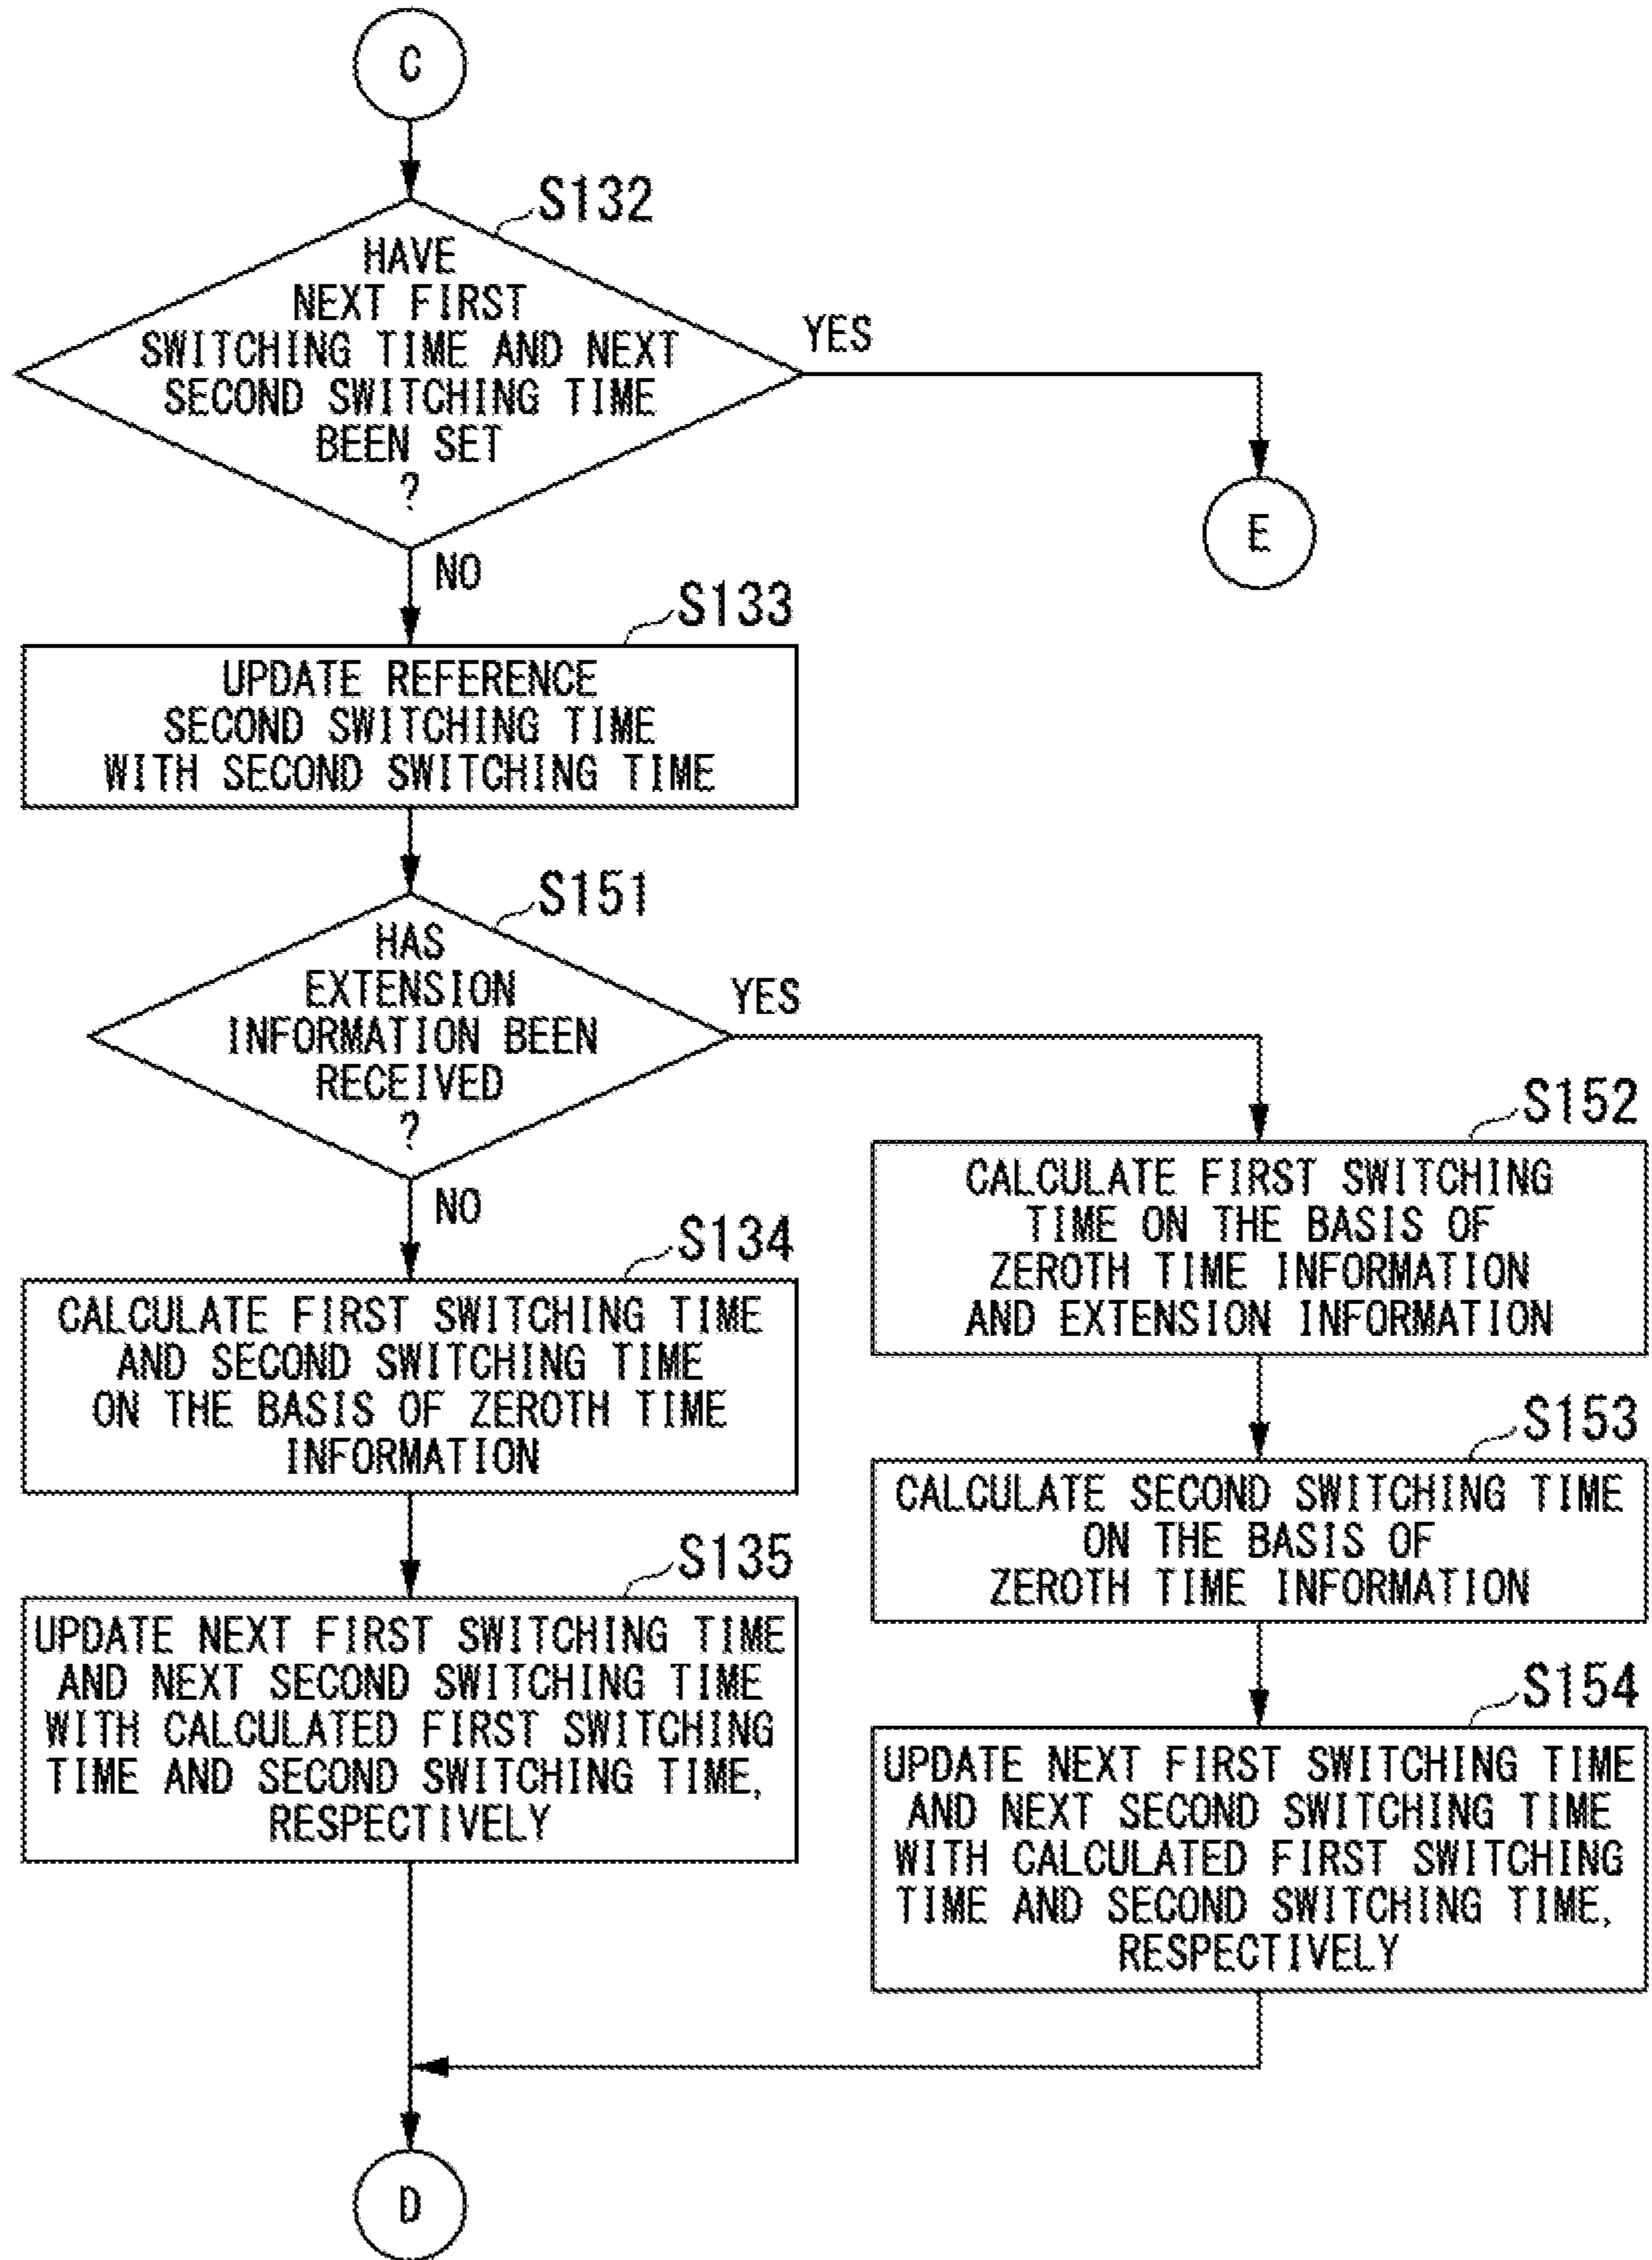 C
S132
HAVE
NEXT FIRST
SWITCHING TIME AND NEXT
SECOND SWITCHING TIME
BEEN SET
?
YES
E
NO
S133
UPDATE REFERENCE
SECOND SWITCHING TIME
WITH SECOND SWITCHING TIME
S151
HAS
EXTENSION
INFORMATION BEEN
RECEIVED
?
YES
NO
S134
CALCULATE FIRST SWITCHING TIME
AND SECOND SWITCHING TIME
ON THE BASIS OF ZEROTH TIME
INFORMATION
S135
UPDATE NEXT FIRST SWITCHING TIME
AND NEXT SECOND SWITCHING TIME
WITH CALCULATED FIRST SWITCHING
TIME AND SECOND SWITCHING TIME,
RESPECTIVELY
S152
CALCULATE FIRST SWITCHING
TIME ON THE BASIS OF
ZEROTH TIME INFORMATION
AND EXTENSION INFORMATION
S153
CALCULATE SECOND SWITCHING TIME
ON THE BASIS OF
ZEROTH TIME INFORMATION
S154
UPDATE NEXT FIRST SWITCHING TIME
AND NEXT SECOND SWITCHING TIME
WITH CALCULATED FIRST SWITCHING
TIME AND SECOND SWITCHING TIME,
RESPECTIVELY
D